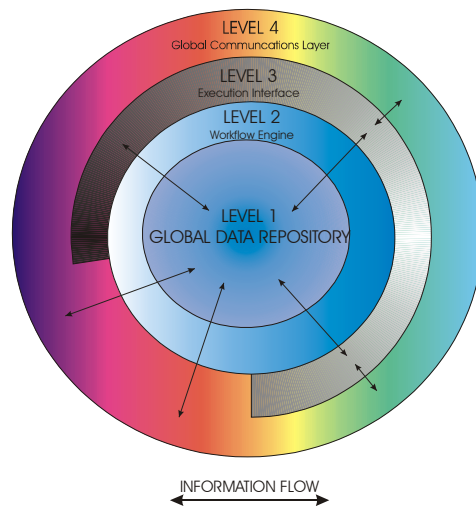 LEVEL 4
Global Communcations Layer
LEVEL 3
Execution Interface
LEVEL 2
Workflow Engine
LEVEL 1
GLOBAL DATA REPOSITORY
INFORMATION FLOW